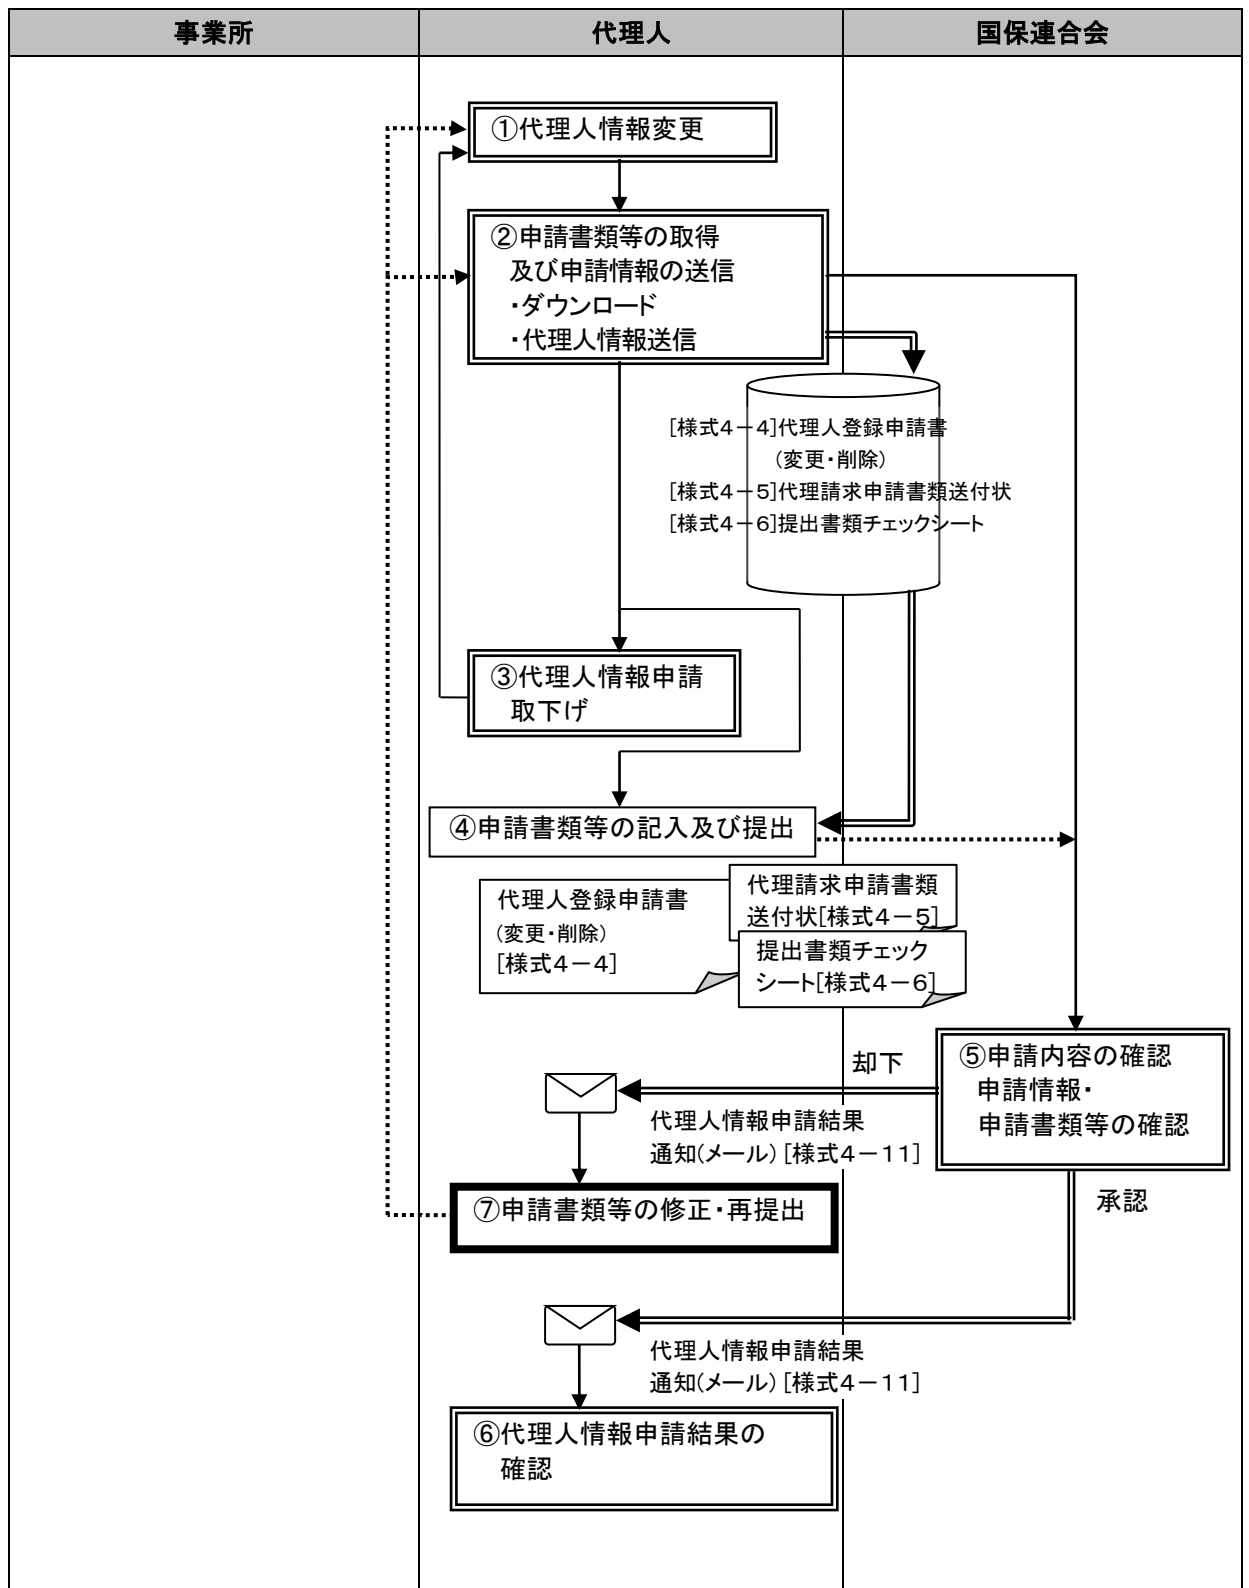 事業所
代理人
国保連合会
①代理人情報変更
②申請書類等の取得
及び申請情報の送信
・ダウンロード
・代理人情報送信
[様式4-4]代理人登録申請書
(変更・削除)
[様式4-5]代理請求申請書類送付状
[様式4-6]提出書類チェックシート
③代理人情報申請
取下げ
④申請書類等の記入及び提出
代理人登録申請書
(変更・削除)
[様式4-4]
代理請求申請書類
送付状[様式4-5]
提出書類チェック
シート[様式4-6]
⑤申請内容の確認
申請情報・
申請書類等の確認
却下
代理人情報申請結果
通知(メール)[様式4-11]
承認
⑦申請書類等の修正・再提出
代理人情報申請結果
通知(メール)[様式4-11]
⑥代理人情報申請結果の
確認